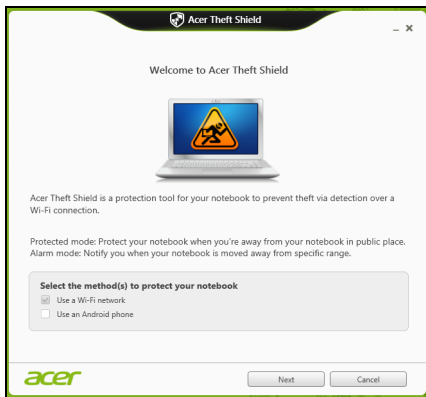 Acer Theft Shield
Welcome to Acer Theft Shield
Acer Theft Shield is a protection tool for your notebook to prevent theft via detection over a
Wi-Fi connection.
Protected mode: Protect your notebook when you're away from your notebook in public place.
Alarm mode: Notify you when your notebook is moved away from specific range.
Select the method(s) to protect your notebook
Use a Wi-Fi network
Use an Android phone
acer
Next
Cancel